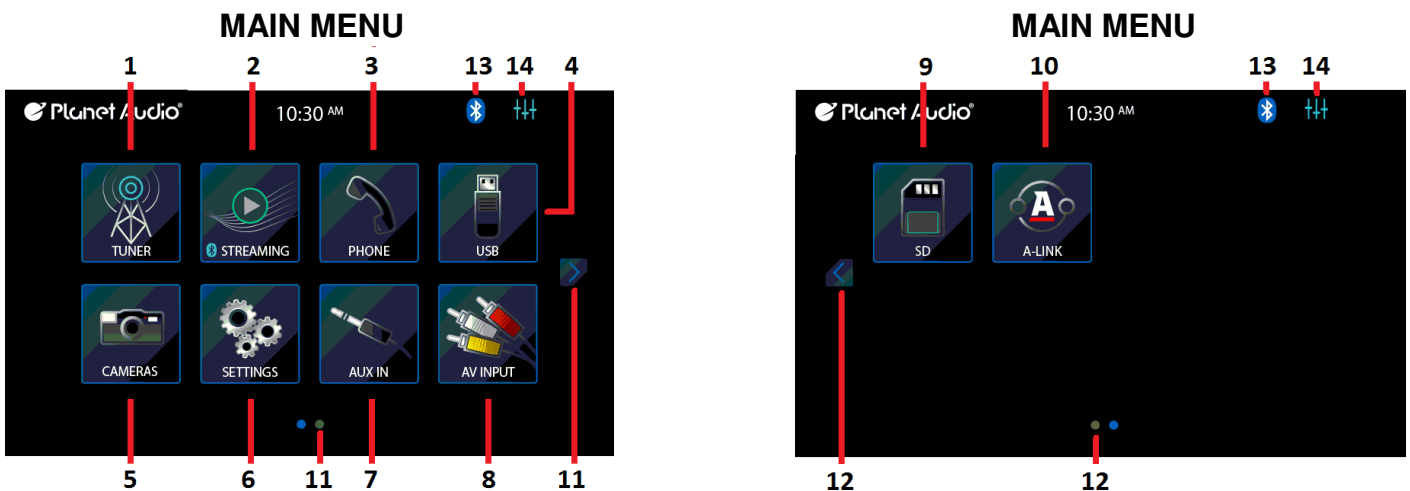 MAIN MENU
1 2 3 13 14 4
Planet Audio®
10:30 AM
TUNER STREAMING PHONE USB
CAMERAS SETTINGS AUX IN AV INPUT
5 6 11 7 8 11
MAIN MENU
9 10 13 14
Planet Audio®
10:30 AM
SD A-LINK
A
12 12